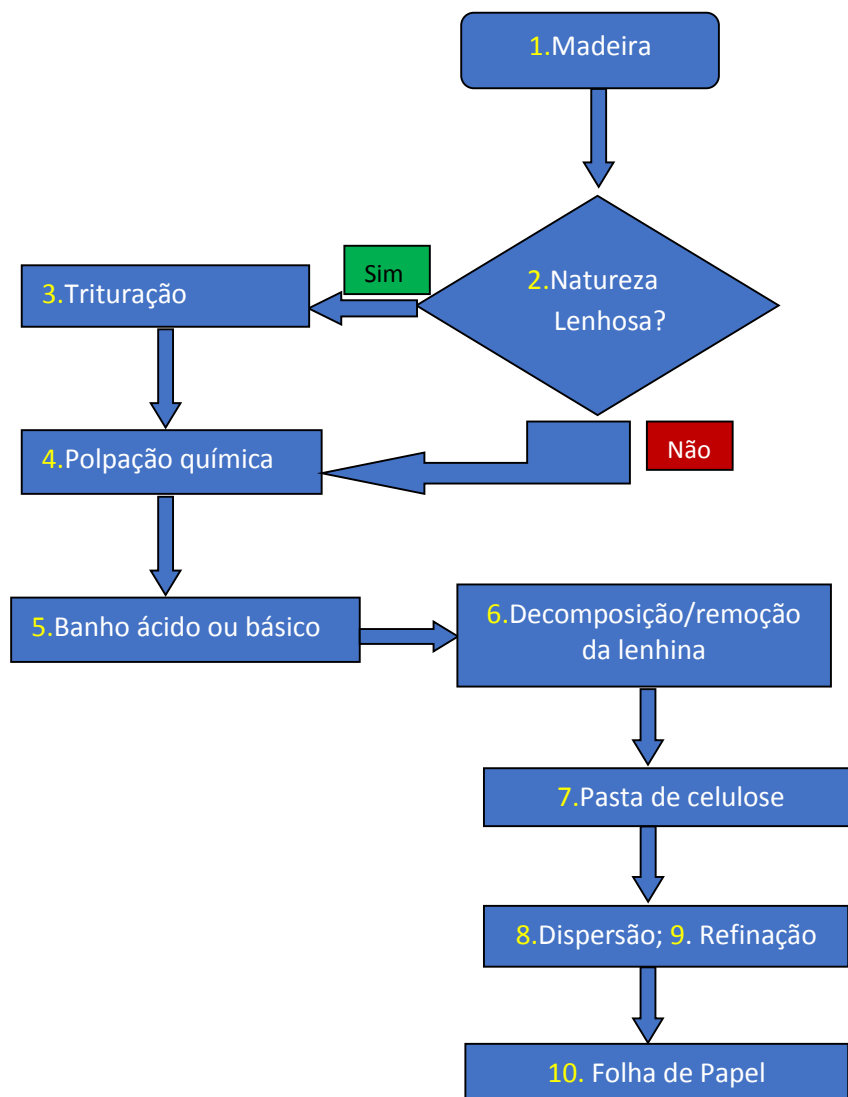 1.Madeira
2.Natureza
Lenhosa?
Sim
3.Trituração
Não
4.Polpação química
5.Banho ácido ou básico
6.Decomposição/remoção
da lenhina
7.Pasta de celulose
8.Dispersão; 9. Refinação
10. Folha de Papel